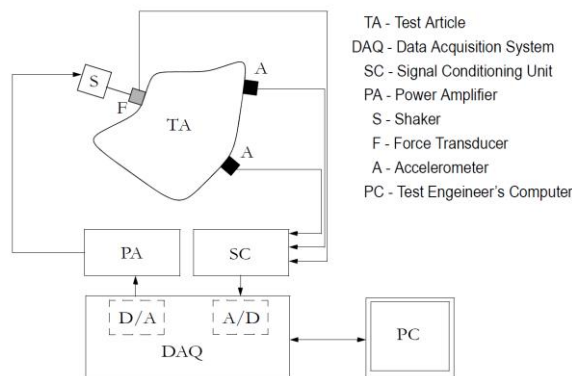 TA - Test Article
DAQ - Data Acquisition System
SC - Signal Conditioning Unit
PA - Power Amplifier
S - Shaker
F - Force Transducer
A - Accelerometer
PC - Test Engeineer's Computer
S
F
A
TA
A
PA
SC
D/A
A/D
DAQ
PC